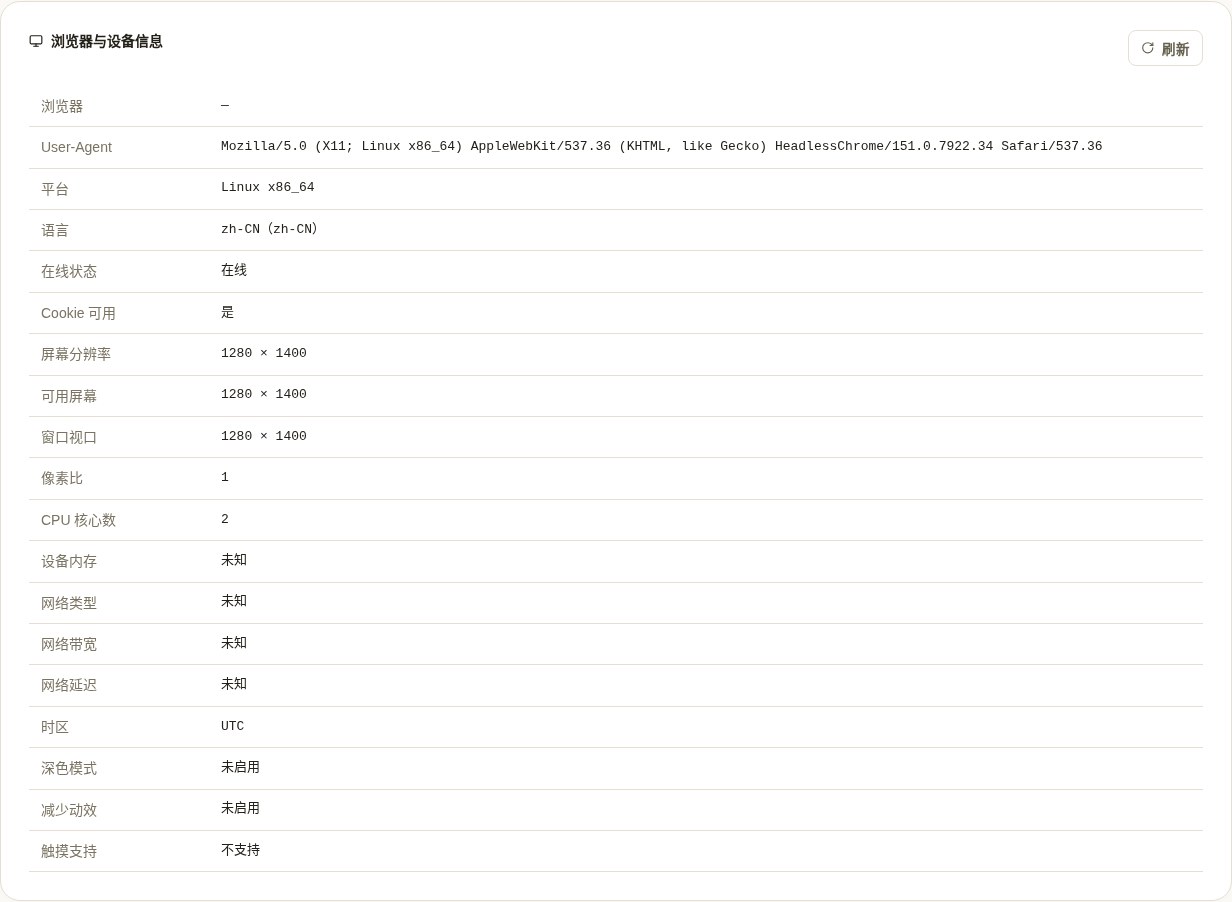 浏览器与设备信息
刷新
浏览器 —
User-Agent Mozilla/5.0 (X11; Linux x86_64) AppleWebKit/537.36 (KHTML, like Gecko) HeadlessChrome/151.0.7922.34 Safari/537.36
平台 Linux x86_64
语言 zh-CN（zh-CN）
在线状态 在线
Cookie 可用 是
屏幕分辨率 1280 × 1400
可用屏幕 1280 × 1400
窗口视口 1280 × 1400
像素比 1
CPU 核心数 2
设备内存 未知
网络类型 未知
网络带宽 未知
网络延迟 未知
时区 UTC
深色模式 未启用
减少动效 未启用
触摸支持 不支持